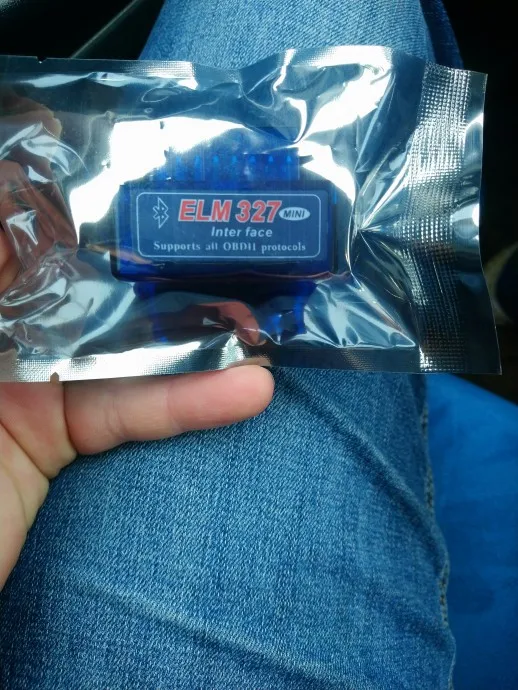 ELM 327 MINI
Inter face
Supports all OBDII protocols